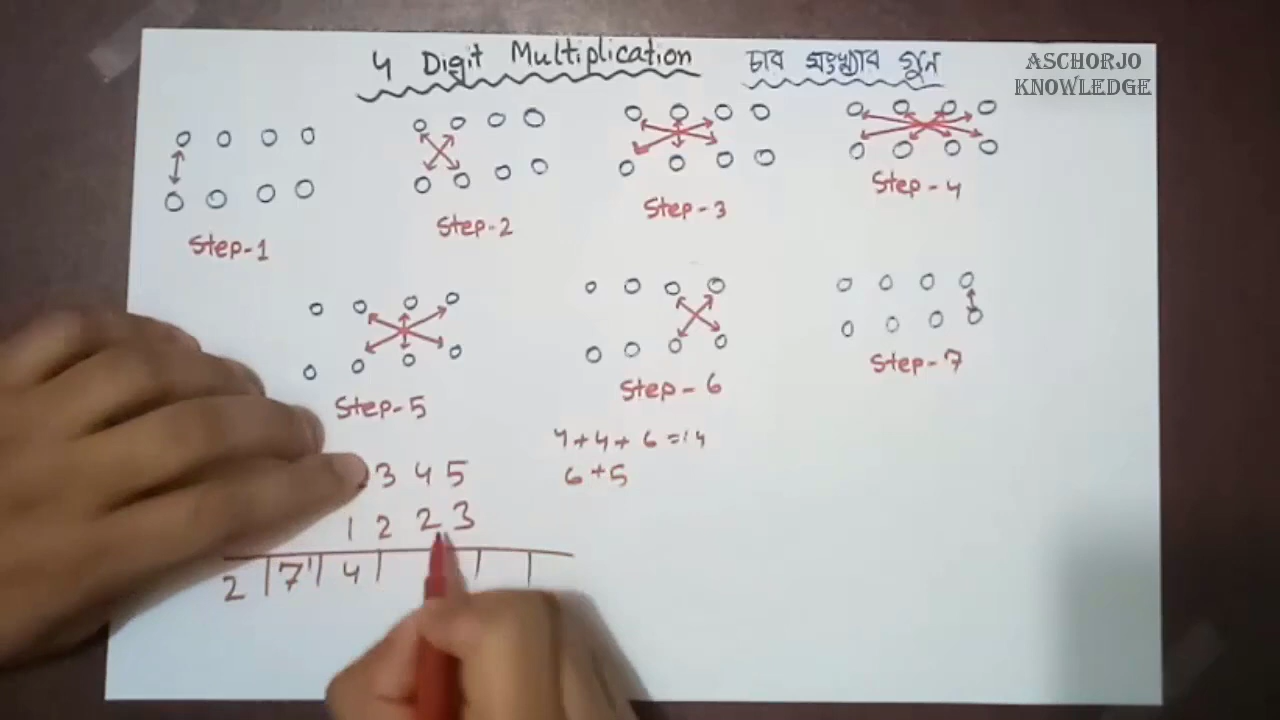 4 Digit Multiplication চার সংখ্যার গুন
ASCHORJO
KNOWLEDGE
Step-1
Step-2
Step-3
Step-4
Step-5
Step-6
Step-7
4+4+6=14
6+5
3 4 5
1 2 2 3
2 | 7' | 4 |